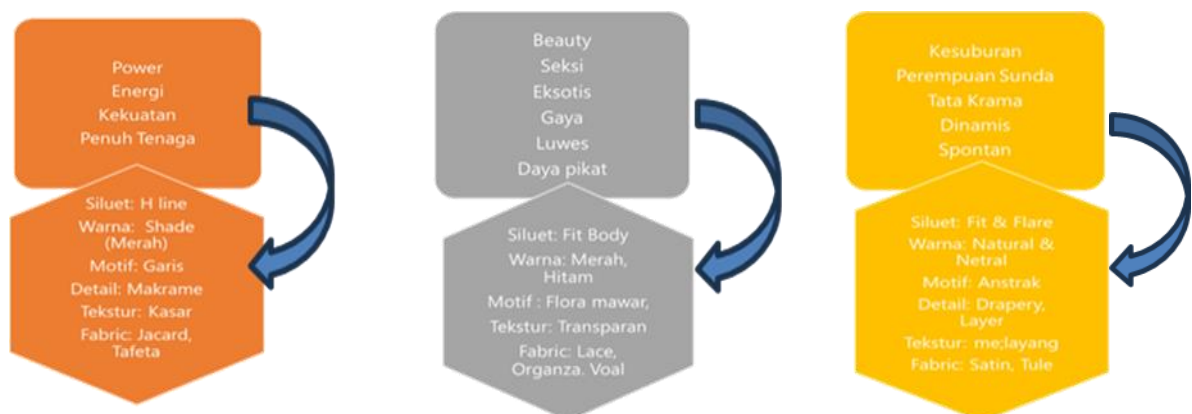 Power
Energi
Kekuatan
Penuh Tenaga
Siluet: H line
Warna: Shade
(Merah)
Motif: Garis
Detail: Makrame
Tekstur: Kasar
Fabric: Jacard,
Tafeta
Beauty
Seksi
Eksotis
Gaya
Luwes
Daya pikat
Siluet: Fit Body
Warna: Merah,
Hitam
Motif : Flora mawar,
Tekstur: Transparan
Fabric: Lace,
Organza. Voal
Kesuburan
Perempuan Sunda
Tata Krama
Dinamis
Spontan
Siluet: Fit & Flare
Warna: Natural &
Netral
Motif: Anstrak
Detail: Drapery,
Layer
Tekstur: me;layang
Fabric: Satin, Tule